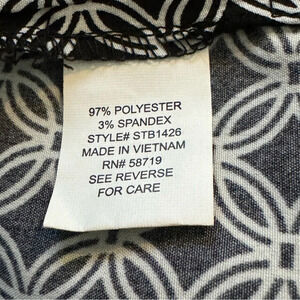 97% POLYESTER
3% SPANDEX
STYLE# STB1426
MADE IN VIETNAM
RN# 58719
SEE REVERSE
FOR CARE